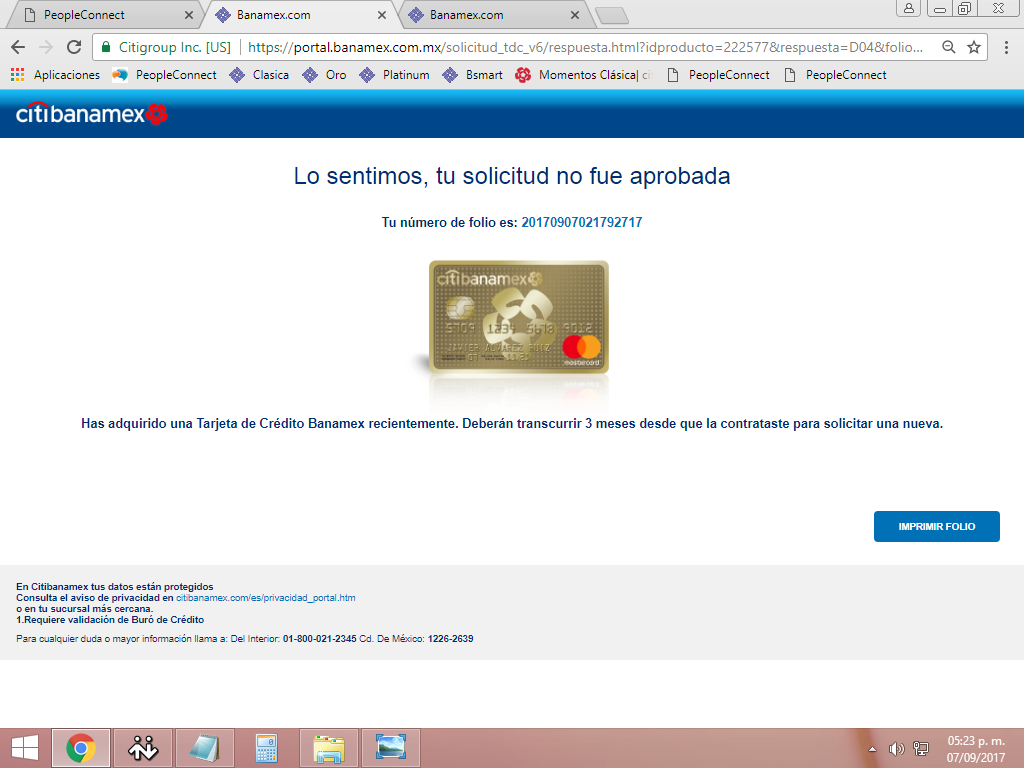 PeopleConnect
Banamex.com
Banamex.com
Citigroup Inc. [US]
https://portal.banamex.com.mx/solicitud_tdc_v6/respuesta.html?idproducto=222577&respuesta=D04&folio...
Aplicaciones PeopleConnect Clasica Oro Platinum Bsmart Momentos Clásica| ci PeopleConnect PeopleConnect
citibanamex
Lo sentimos, tu solicitud no fue aprobada
Tu número de folio es: 20170907021792717
citibanamex
5709 1234 5678 9012
JAVIER ALVAREZ RUIZ
mastercard
Has adquirido una Tarjeta de Crédito Banamex recientemente. Deberán transcurrir 3 meses desde que la contrataste para solicitar una nueva.
IMPRIMIR FOLIO
En Citibanamex tus datos están protegidos
Consulta el aviso de privacidad en citibanamex.com/es/privacidad_portal.htm
o en tu sucursal más cercana.
1.Requiere validación de Buró de Crédito
Para cualquier duda o mayor información llama a: Del Interior: 01-800-021-2345 Cd. De México: 1226-2639
05:23 p. m.
07/09/2017